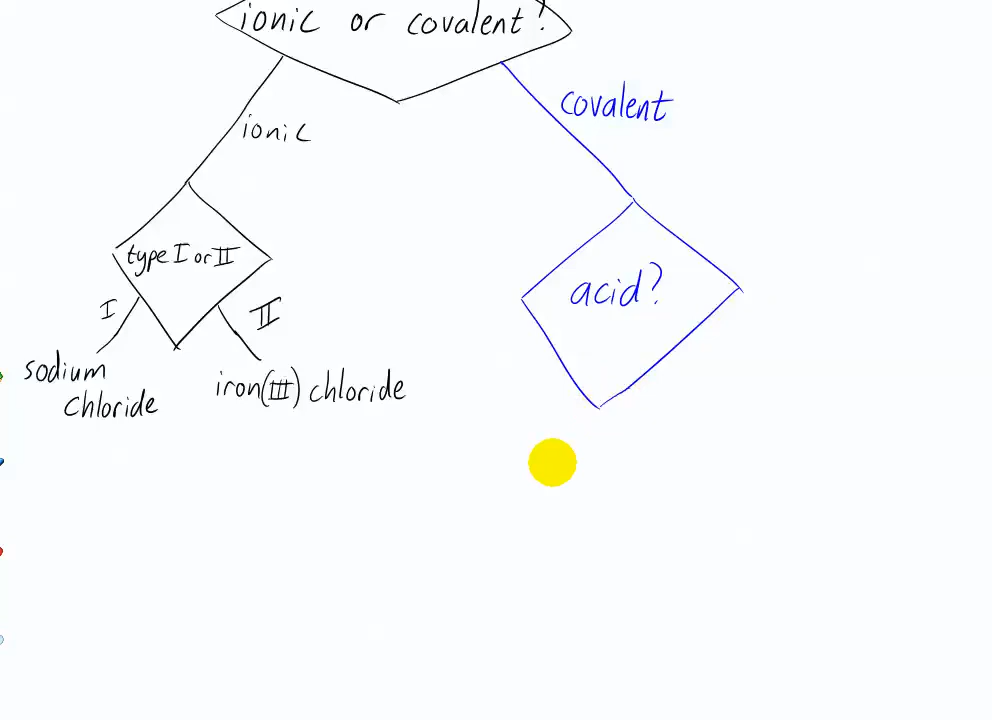 ionic or covalent?
covalent
ionic
type I or II
acid?
I
II
sodium
chloride
iron(III) chloride